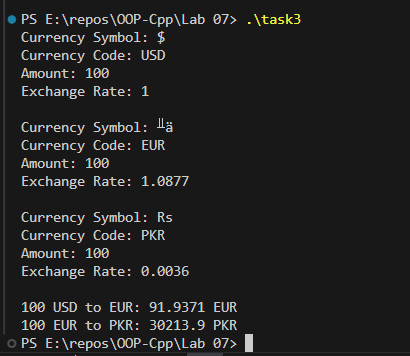 PS E:\repos\OOP-Cpp\Lab 07> .\task3
Currency Symbol: $
Currency Code: USD
Amount: 100
Exchange Rate: 1
Currency Symbol: ╨ä
Currency Code: EUR
Amount: 100
Exchange Rate: 1.0877
Currency Symbol: Rs
Currency Code: PKR
Amount: 100
Exchange Rate: 0.0036
100 USD to EUR: 91.9371 EUR
100 EUR to PKR: 30213.9 PKR
PS E:\repos\OOP-Cpp\Lab 07>